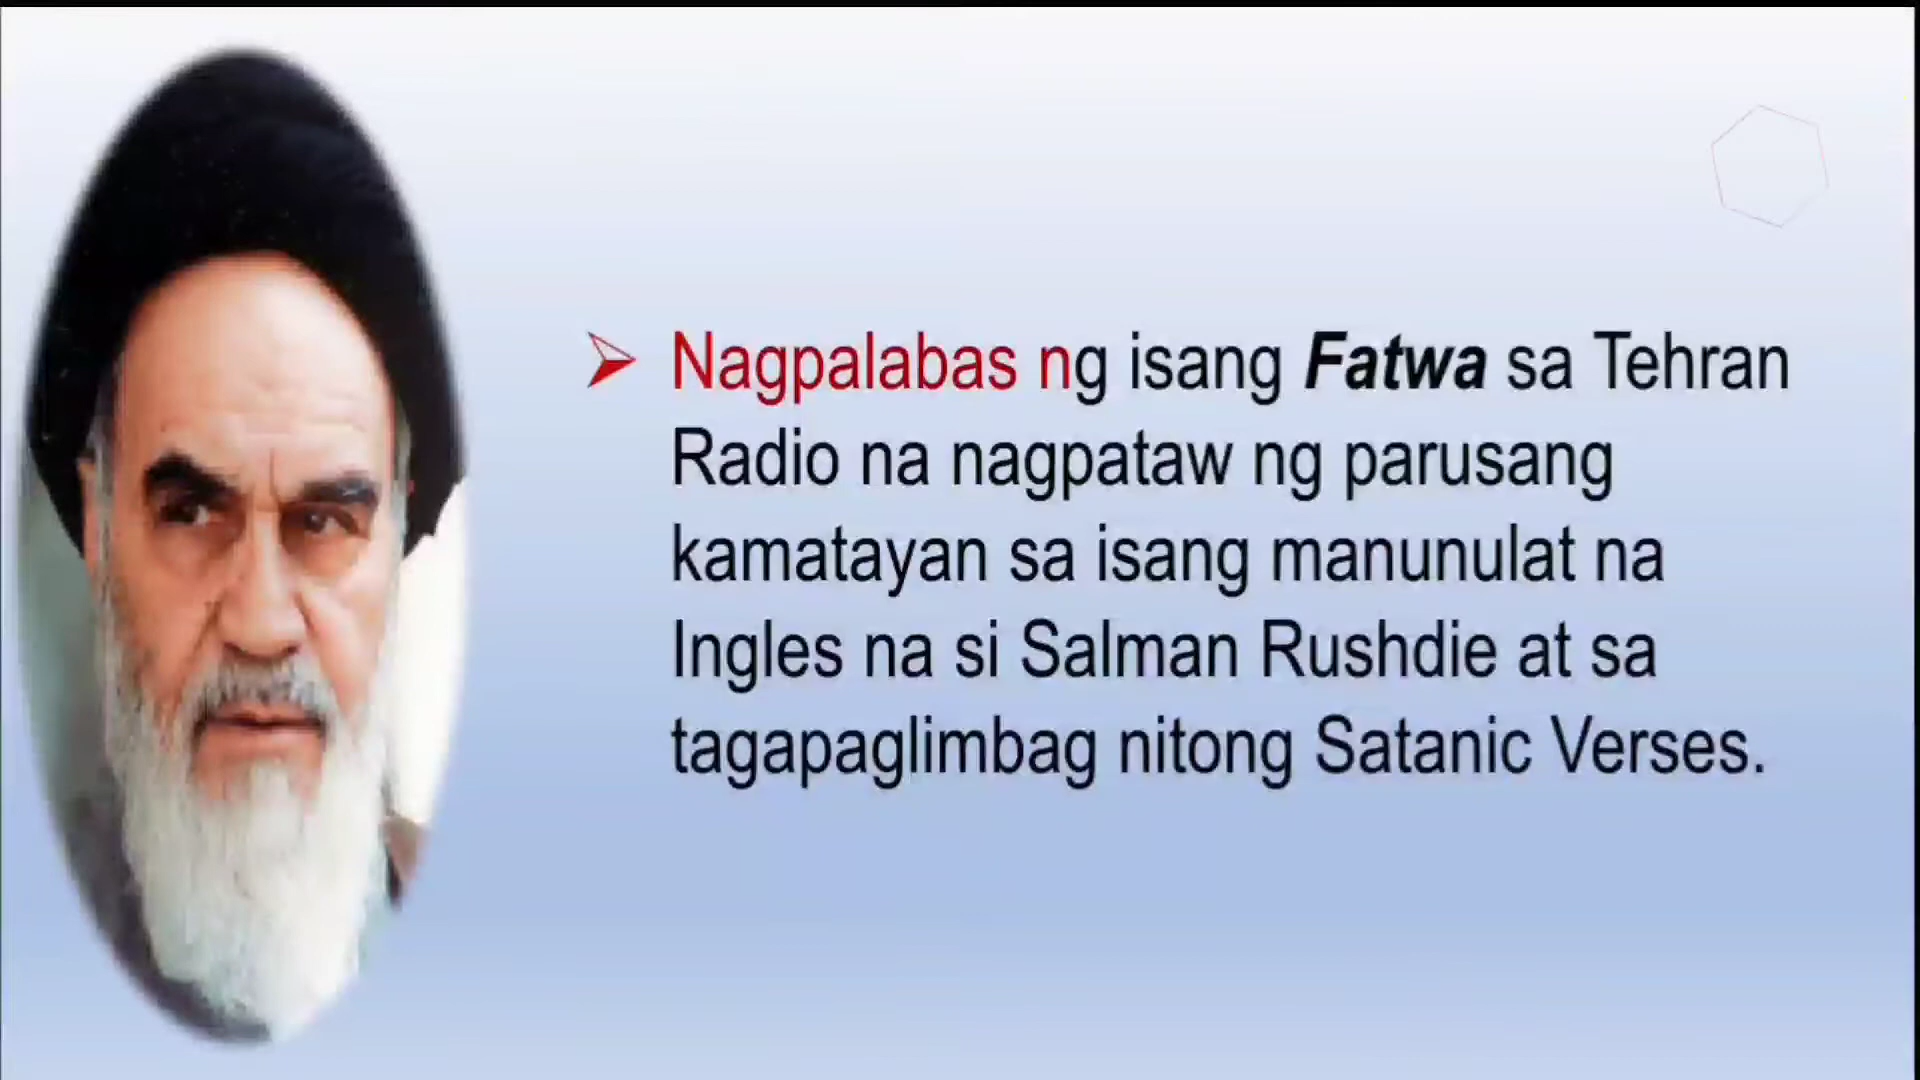 Nagpalabas ng isang Fatwa sa Tehran
Radio na nagpataw ng parusang
kamatayan sa isang manunulat na
Ingles na si Salman Rushdie at sa
tagapaglimbag nitong Satanic Verses.